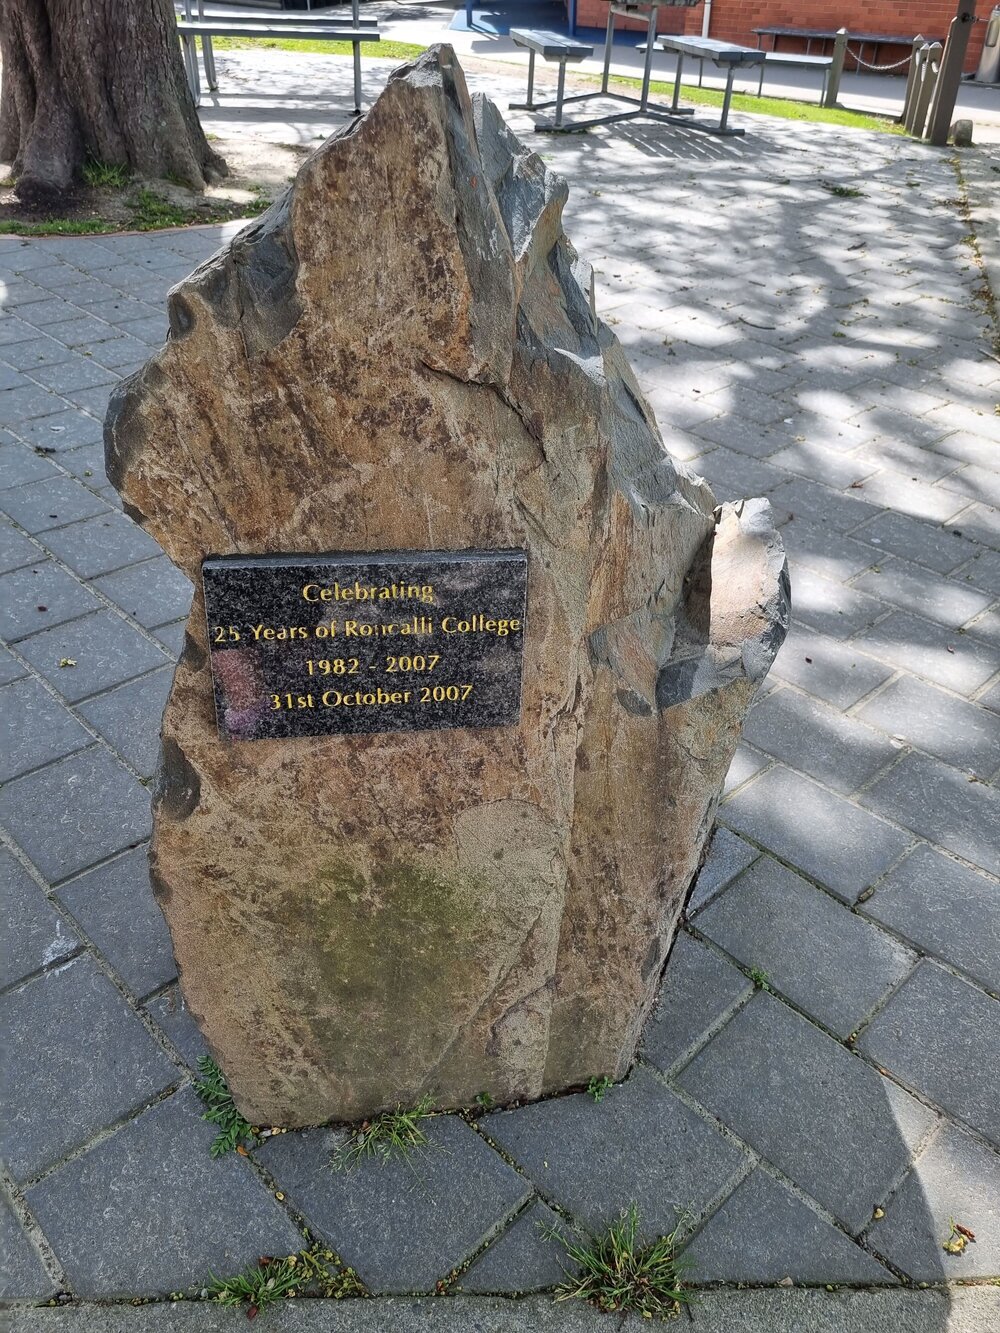 Celebrating
25 Years of Roncalli College
1982 - 2007
31st October 2007